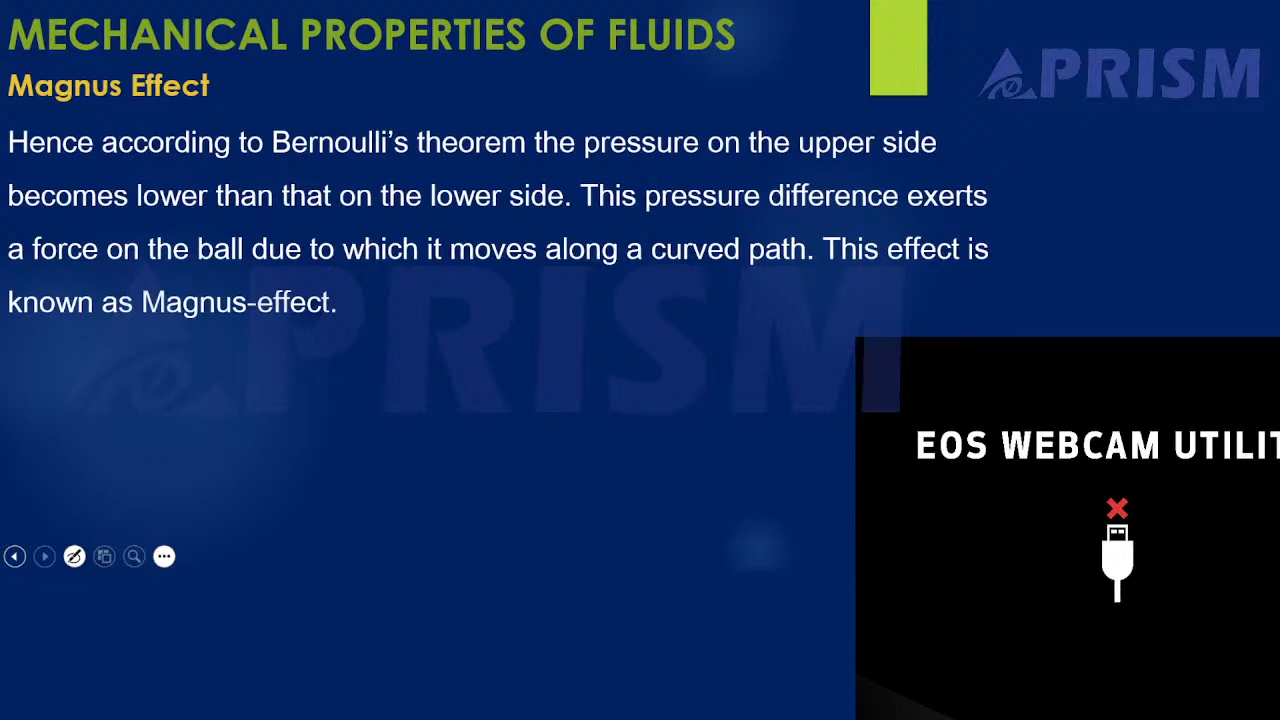 MECHANICAL PROPERTIES OF FLUIDS
Magnus Effect
PRISM
Hence according to Bernoulli’s theorem the pressure on the upper side
becomes lower than that on the lower side. This pressure difference exerts
a force on the ball due to which it moves along a curved path. This effect is
known as Magnus-effect.
PRISM
EOS WEBCAM UTILIT